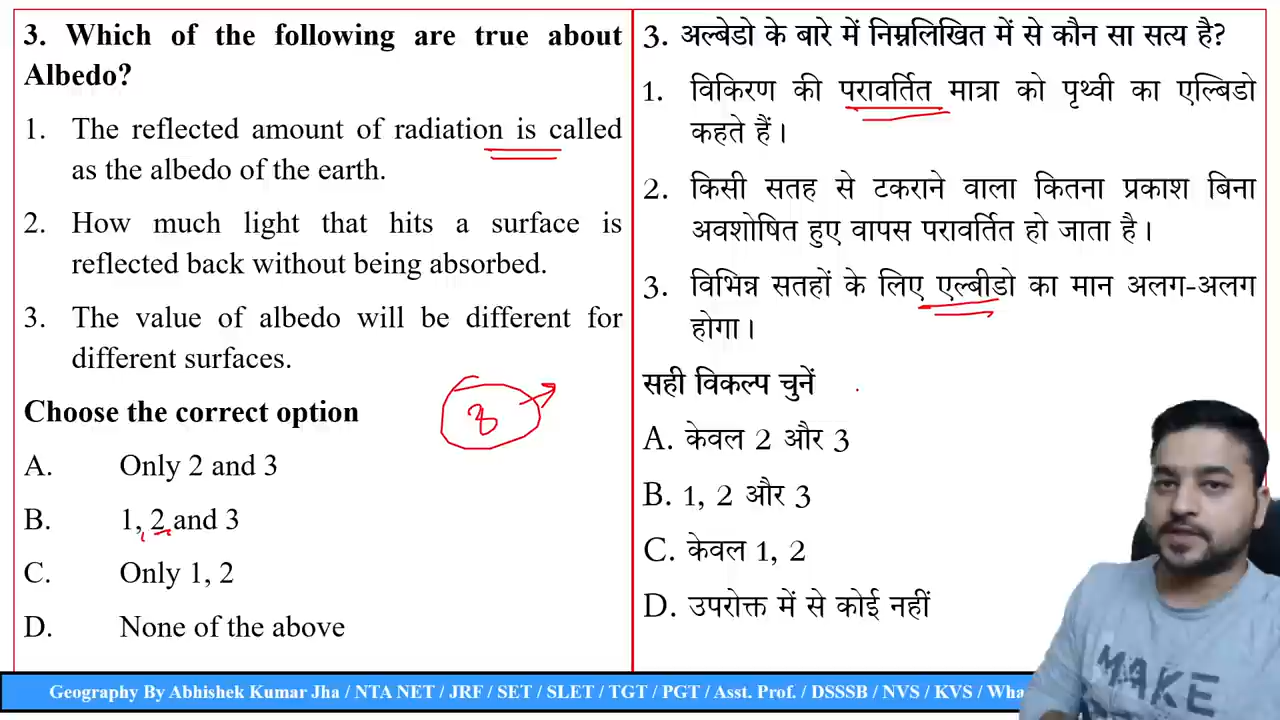 3. Which of the following are true about
Albedo?
1. The reflected amount of radiation is called
as the albedo of the earth.
2. How much light that hits a surface is
reflected back without being absorbed.
3. The value of albedo will be different for
different surfaces.
Choose the correct option
A. Only 2 and 3
B. 1, 2 and 3
C. Only 1, 2
D. None of the above
8
3. अल्बेडो के बारे में निम्नलिखित में से कौन सा सत्य है?
1. विकिरण की परावर्तित मात्रा को पृथ्वी का एल्बिडो
कहते हैं।
2. किसी सतह से टकराने वाला कितना प्रकाश बिना
अवशोषित हुए वापस परावर्तित हो जाता है।
3. विभिन्न सतहों के लिए एल्बीडो का मान अलग-अलग
होगा।
सही विकल्प चुनें
A. केवल 2 और 3
B. 1, 2 और 3
C. केवल 1, 2
D. उपरोक्त में से कोई नहीं
MAKE
Geography By Abhishek Kumar Jha / NTA NET / JRF / SET / SLET / TGT / PGT / Asst. Prof. / DSSSB / NVS / KVS / Wha